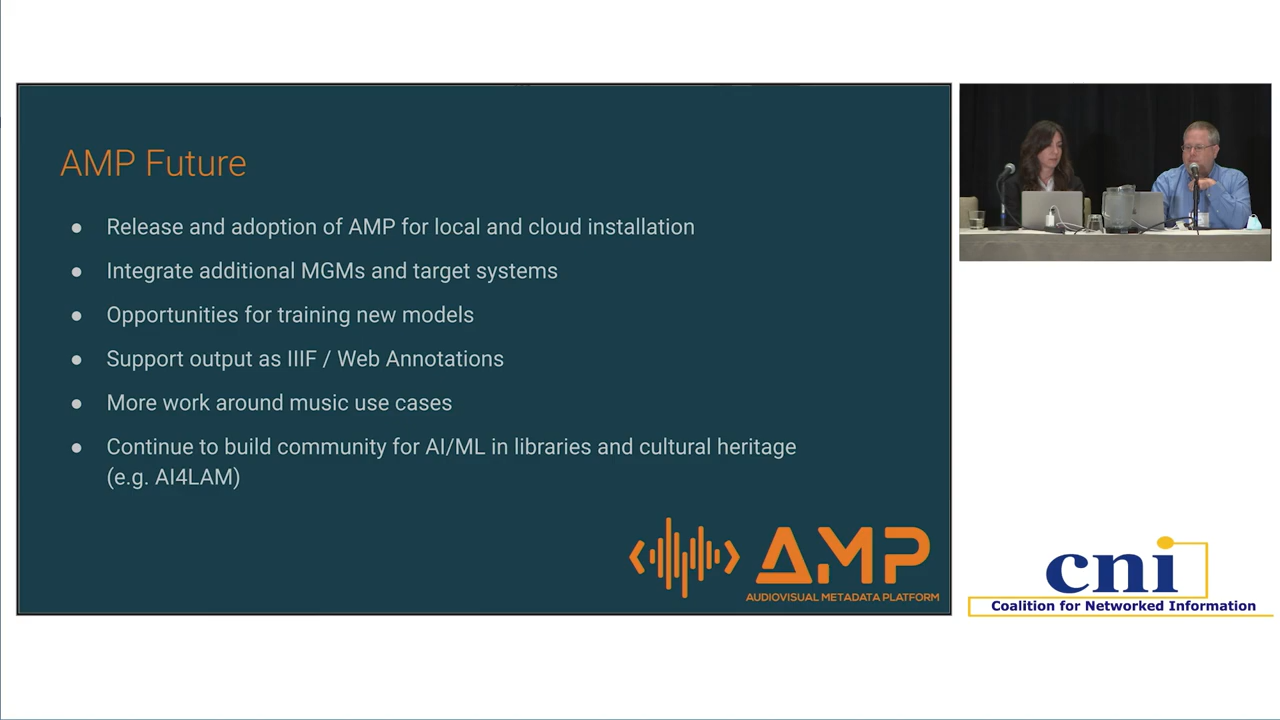 AMP Future
● Release and adoption of AMP for local and cloud installation
● Integrate additional MGMs and target systems
● Opportunities for training new models
● Support output as IIIF / Web Annotations
● More work around music use cases
● Continue to build community for AI/ML in libraries and cultural heritage
(e.g. AI4LAM)
AMP
AUDIOVISUAL METADATA PLATFORM
cni
Coalition for Networked Information